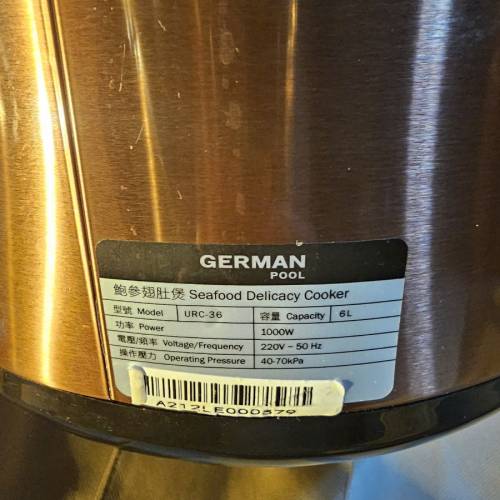 GERMAN
POOL
鮑參翅肚煲 Seafood Delicacy Cooker
型號 Model URC-36 容量 Capacity 6L
功率 Power 1000W
電壓/頻率 Voltage/Frequency 220V – 50 Hz
操作壓力 Operating Pressure 40-70kPa
A212LE000379